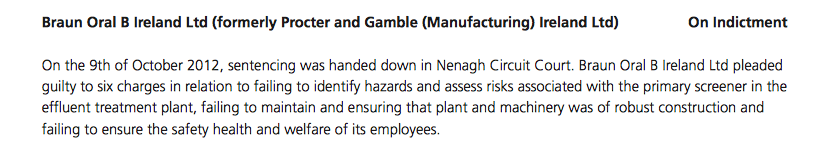 Braun Oral B Ireland Ltd (formerly Procter and Gamble (Manufacturing) Ireland Ltd) On Indictment
On the 9th of October 2012, sentencing was handed down in Nenagh Circuit Court. Braun Oral B Ireland Ltd pleaded
guilty to six charges in relation to failing to identify hazards and assess risks associated with the primary screener in the
effluent treatment plant, failing to maintain and ensuring that plant and machinery was of robust construction and
failing to ensure the safety health and welfare of its employees.